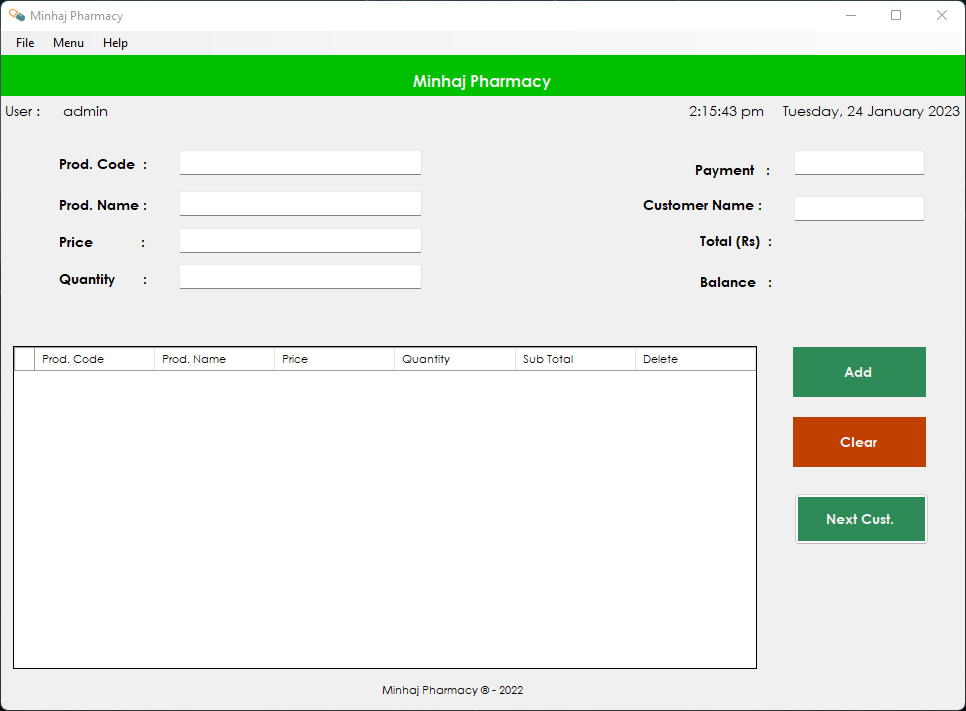 Minhaj Pharmacy
File Menu Help
Minhaj Pharmacy
User : admin 2:15:43 pm Tuesday, 24 January 2023
Prod. Code :
Payment :
Prod. Name :
Customer Name :
Price :
Total (Rs) :
Quantity :
Balance :
Prod. Code Prod. Name Price Quantity Sub Total Delete
Add
Clear
Next Cust.
Minhaj Pharmacy ® - 2022